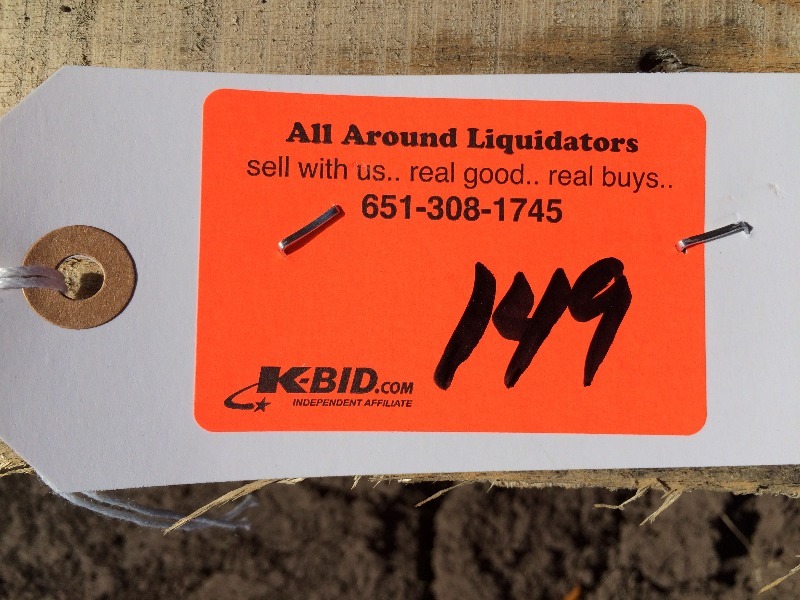 All Around Liquidators
sell with us.. real good.. real buys..
651-308-1745
149
K-BID.COM
INDEPENDENT AFFILIATE